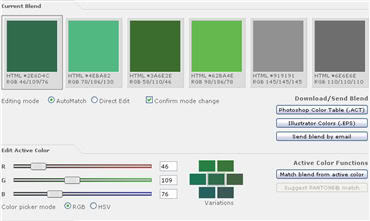 Current Blend
HTML #2E6D4C
RGB 46/109/76
HTML #4EBA82
RGB 78/186/130
HTML #3A6E2E
RGB 58/110/46
HTML #62BA4E
RGB 98/186/78
HTML #919191
RGB 145/145/145
HTML #6E6E6E
RGB 110/110/110
Editing mode AutoMatch Direct Edit Confirm mode change
Download/Send Blend
Photoshop Color Table (.ACT)
Illustrator Colors (.EPS)
Send blend by email
Edit Active Color
R 46
G 109
B 76
Color picker mode RGB HSV
Variations
Active Color Functions
Match blend from active color
Suggest PANTONE® match